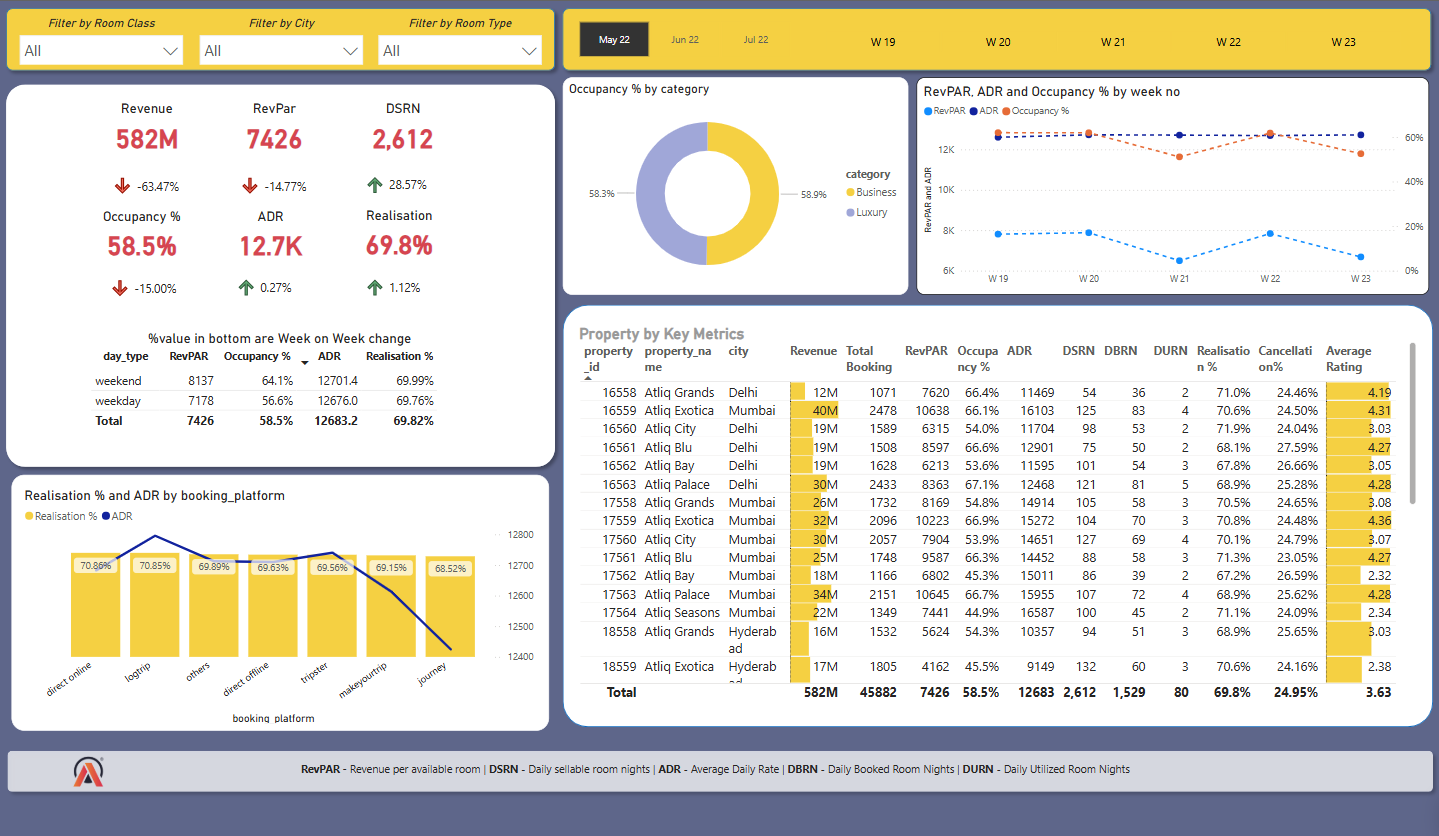 Filter by Room Class
Filter by City
Filter by Room Type
All
All
All
May 22
Jun 22
Jul 22
W 19
W 20
W 21
W 22
W 23
Revenue
RevPar
DSRN
582M
7426
2,612
-63.47%
-14.77%
28.57%
Occupancy %
ADR
Realisation
58.5%
12.7K
69.8%
-15.00%
0.27%
1.12%
%value in bottom are Week on Week change
day_type RevPAR Occupancy % ADR Realisation %
weekend 8137 64.1% 12701.4 69.99%
weekday 7178 56.6% 12676.0 69.76%
Total 7426 58.5% 12683.2 69.82%
Occupancy % by category
58.3%
58.9%
category
Business
Luxury
RevPAR, ADR and Occupancy % by week no
RevPAR ADR Occupancy %
RevPAR and ADR
12K
10K
8K
6K
60%
40%
20%
0%
W 19 W 20 W 21 W 22 W 23
Realisation % and ADR by booking_platform
Realisation % ADR
70.86% 70.85% 69.89% 69.63% 69.56% 69.15% 68.52%
12800
12700
12600
12500
12400
direct online
logtrip
others
direct offline
tripster
makeyourtrip
journey
booking_platform
Property by Key Metrics
property property_na city Revenue Total RevPAR Occupa ADR DSRN DBRN DURN Realisatio Cancellati Average
_id me Booking ncy % n % on% Rating
16558 Atliq Grands Delhi 12M 1071 7620 66.4% 11469 54 36 2 71.0% 24.46% 4.19
16559 Atliq Exotica Mumbai 40M 2478 10638 66.1% 16103 125 83 4 70.6% 24.50% 4.31
16560 Atliq City Delhi 19M 1589 6315 54.0% 11704 98 53 2 71.9% 24.04% 3.03
16561 Atliq Blu Delhi 19M 1508 8597 66.6% 12901 75 50 2 68.1% 27.59% 4.27
16562 Atliq Bay Delhi 19M 1628 6213 53.6% 11595 101 54 3 67.8% 26.66% 3.05
16563 Atliq Palace Delhi 30M 2433 8363 67.1% 12468 121 81 5 68.9% 25.28% 4.28
17558 Atliq Grands Mumbai 26M 1732 8169 54.8% 14914 105 58 3 70.5% 24.65% 3.08
17559 Atliq Exotica Mumbai 32M 2096 10223 66.9% 15272 104 70 3 70.8% 24.48% 4.36
17560 Atliq City Mumbai 30M 2057 7904 53.9% 14651 127 69 4 70.1% 24.79% 3.07
17561 Atliq Blu Mumbai 25M 1748 9587 66.3% 14452 88 58 3 71.3% 23.05% 4.27
17562 Atliq Bay Mumbai 18M 1166 6802 45.3% 15011 86 39 2 67.2% 26.59% 2.32
17563 Atliq Palace Mumbai 34M 2151 10645 66.7% 15955 107 72 4 68.9% 25.62% 4.28
17564 Atliq Seasons Mumbai 22M 1349 7441 44.9% 16587 100 45 2 71.1% 24.09% 2.34
18558 Atliq Grands Hyderab 16M 1532 5624 54.3% 10357 94 51 3 68.9% 25.65% 3.03
ad
18559 Atliq Exotica Hyderab 17M 1805 4162 45.5% 9149 132 60 3 70.6% 24.16% 2.38
ad
Total 582M 45882 7426 58.5% 12683 2,612 1,529 80 69.8% 24.95% 3.63
RevPAR - Revenue per available room | DSRN - Daily sellable room nights | ADR - Average Daily Rate | DBRN - Daily Booked Room Nights | DURN - Daily Utilized Room Nights